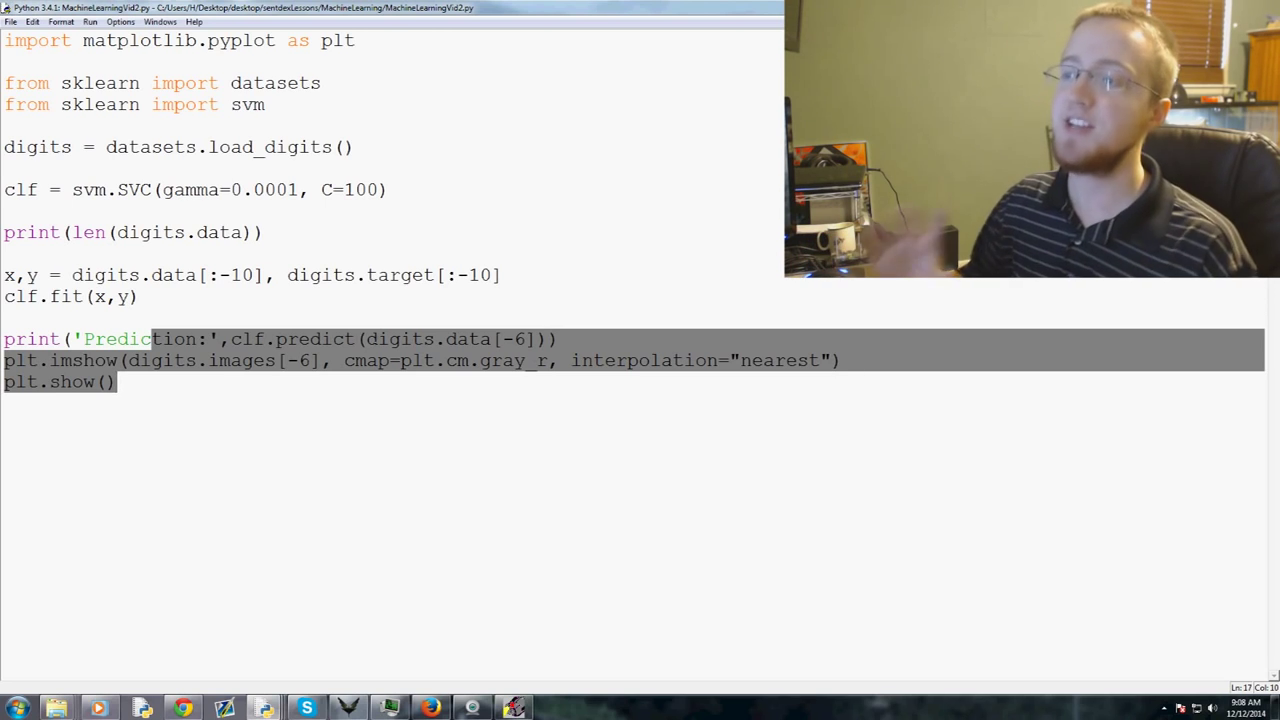 Python 3.4.1: MachineLearningVid2.py - C:/Users/H/Desktop/desktop/sentdexLessons/MachineLearning/MachineLearningVid2.py
File Edit Format Run Options Windows Help
import matplotlib.pyplot as plt
from sklearn import datasets
from sklearn import svm
digits = datasets.load_digits()
clf = svm.SVC(gamma=0.0001, C=100)
print(len(digits.data))
x,y = digits.data[:-10], digits.target[:-10]
clf.fit(x,y)
print('Prediction:',clf.predict(digits.data[-6]))
plt.imshow(digits.images[-6], cmap=plt.cm.gray_r, interpolation="nearest")
plt.show()
Ln: 17 Col: 10
9:08 AM
12/12/2014